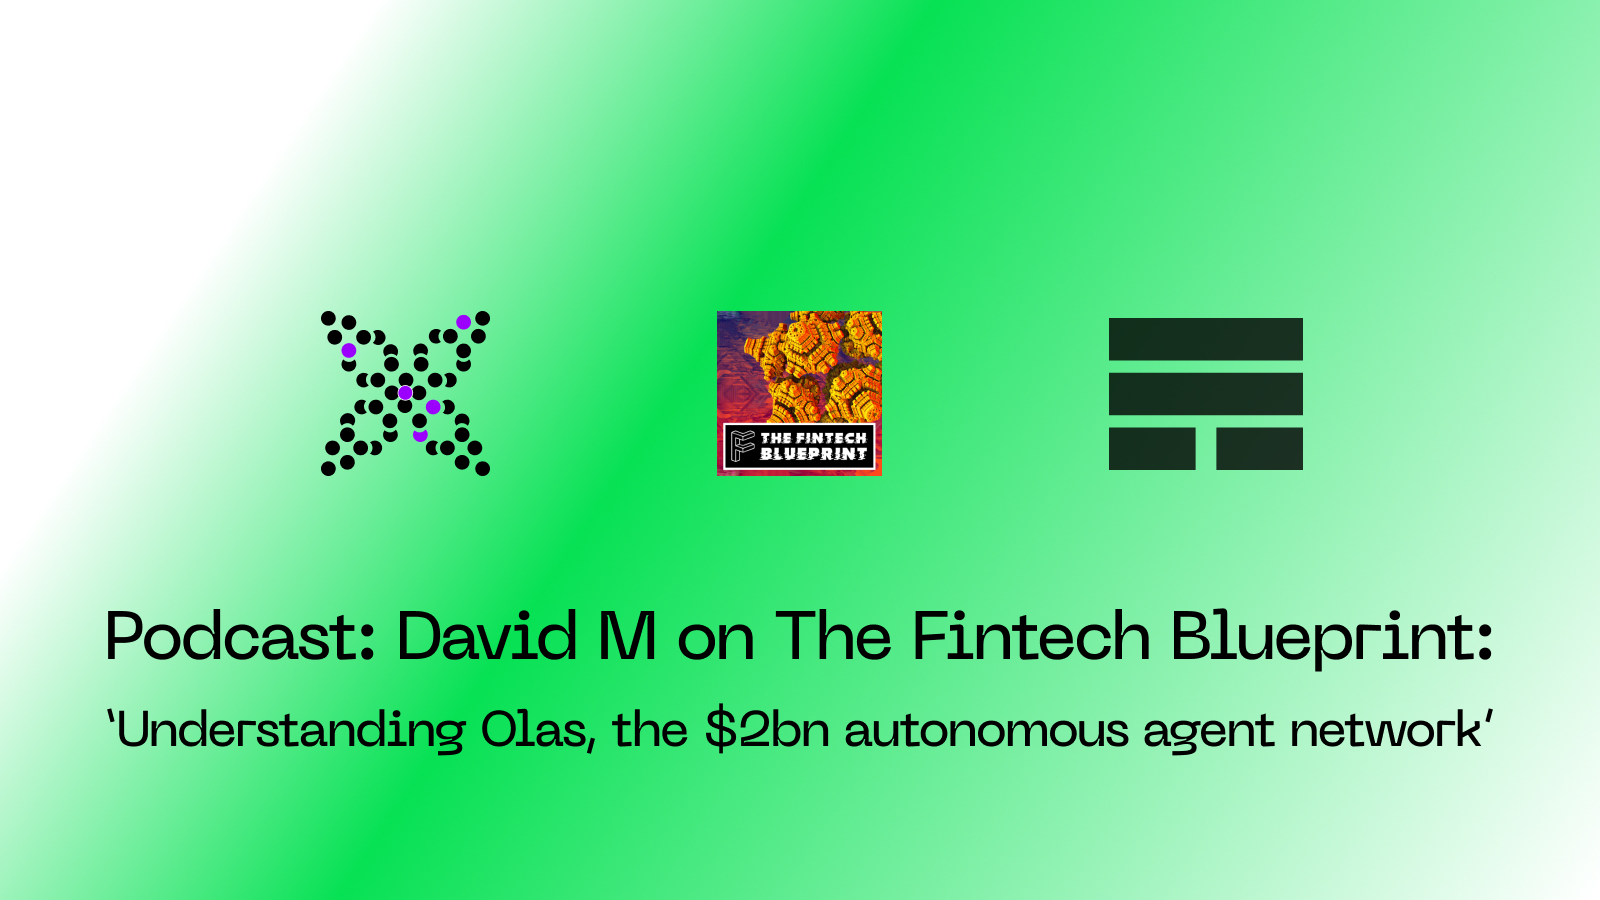 THE FINTECH
BLUEPRINT
Podcast: David M on The Fintech Blueprint:
‘Understanding Olas, the $2bn autonomous agent network’